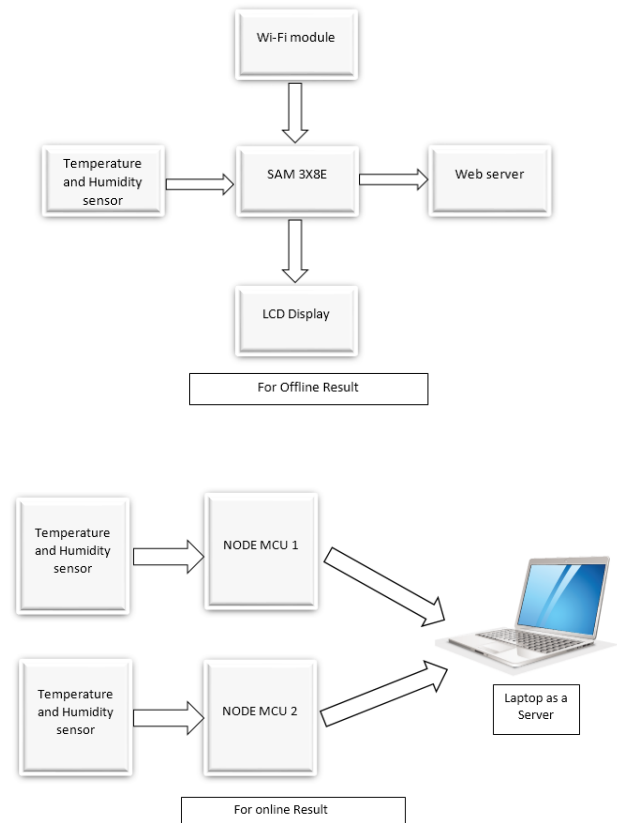 Wi-Fi module
Temperature
and Humidity
sensor
SAM 3X8E
Web server
LCD Display
For Offline Result
Temperature
and Humidity
sensor
NODE MCU 1
Temperature
and Humidity
sensor
NODE MCU 2
Laptop as a
Server
For online Result